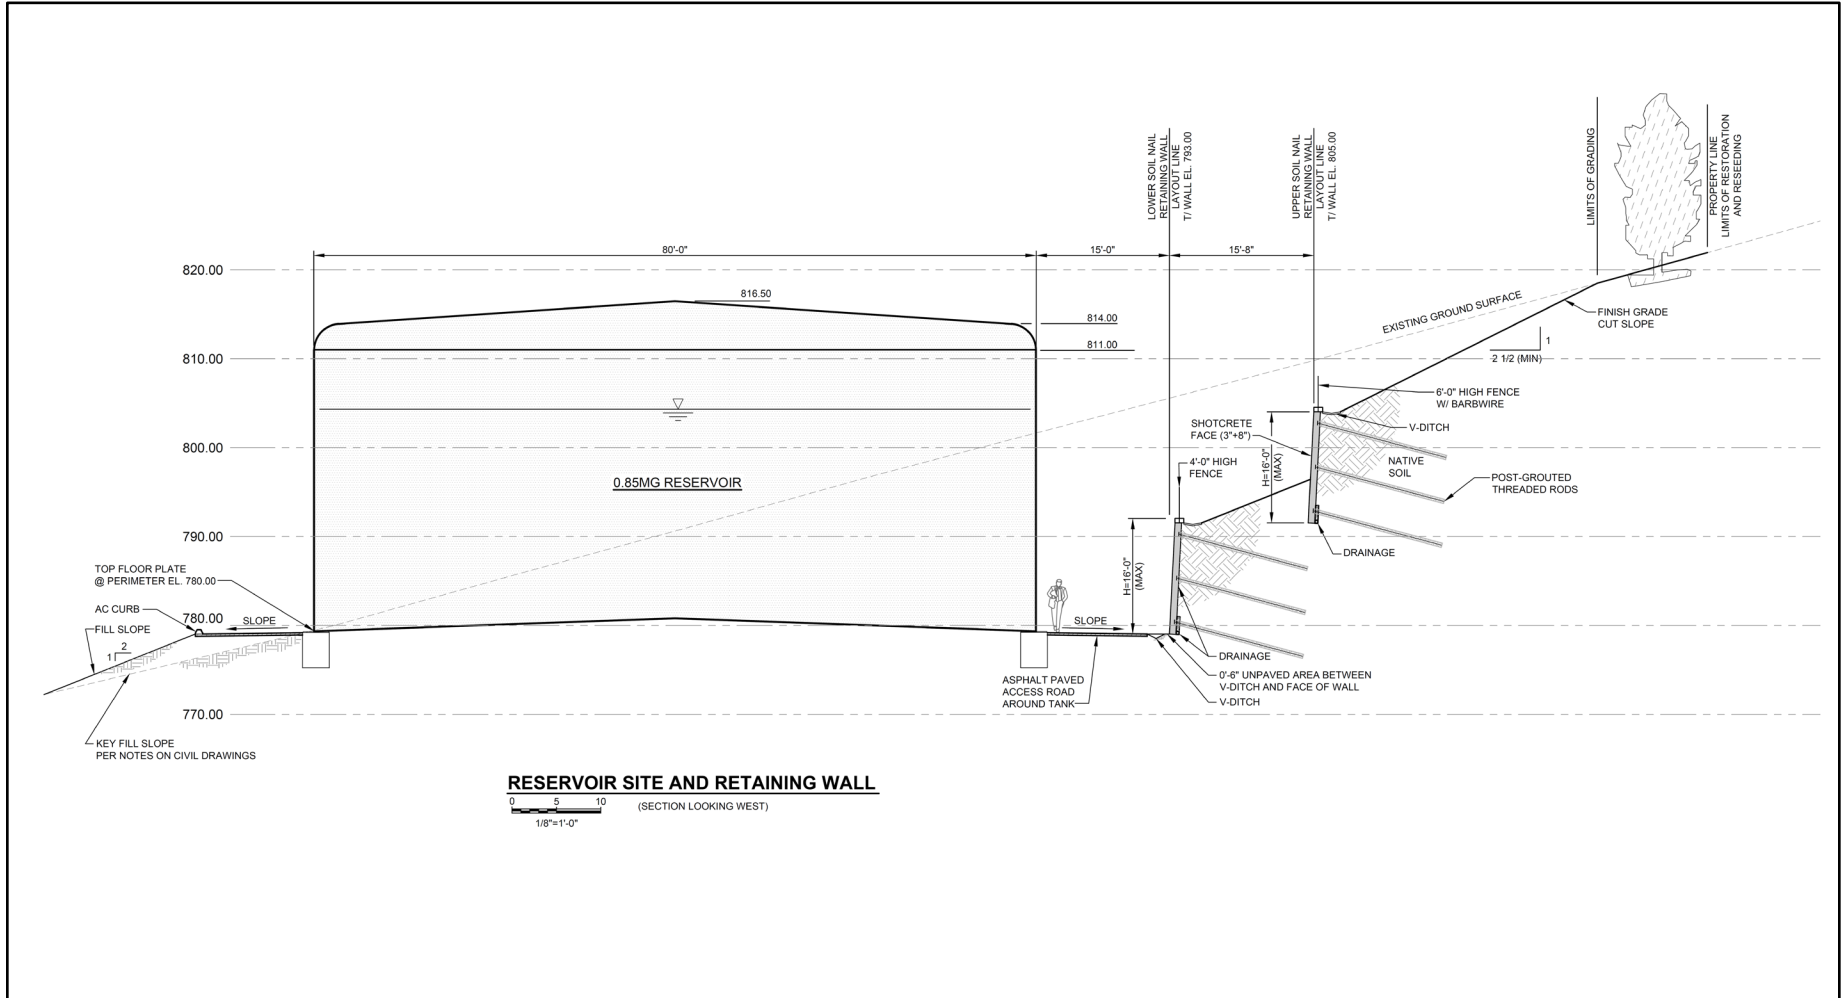 LOWER SOIL NAIL
RETAINING WALL
LAYOUT LINE
T/ WALL EL. 793.00
UPPER SOIL NAIL
RETAINING WALL
LAYOUT LINE
T/ WALL EL. 805.00
LIMITS OF GRADING
PROPERTY LINE
LIMITS OF RESTORATION
AND RESEEDING
80'-0"
15'-0"
15'-8"
820.00
816.50
814.00
811.00
810.00
EXISTING GROUND SURFACE
FINISH GRADE
CUT SLOPE
1
2 1/2 (MIN)
6'-0" HIGH FENCE
W/ BARBWIRE
V-DITCH
SHOTCRETE
FACE (3"+8")
H=16'-0"
(MAX)
NATIVE
SOIL
800.00
4'-0" HIGH
FENCE
POST-GROUTED
THREADED RODS
0.85MG RESERVOIR
790.00
DRAINAGE
H=16'-0"
(MAX)
TOP FLOOR PLATE
@ PERIMETER EL. 780.00
AC CURB
780.00
SLOPE
SLOPE
FILL SLOPE
2
1
DRAINAGE
0'-6" UNPAVED AREA BETWEEN
V-DITCH AND FACE OF WALL
V-DITCH
ASPHALT PAVED
ACCESS ROAD
AROUND TANK
770.00
KEY FILL SLOPE
PER NOTES ON CIVIL DRAWINGS
RESERVOIR SITE AND RETAINING WALL
0 5 10
(SECTION LOOKING WEST)
1/8"=1'-0"